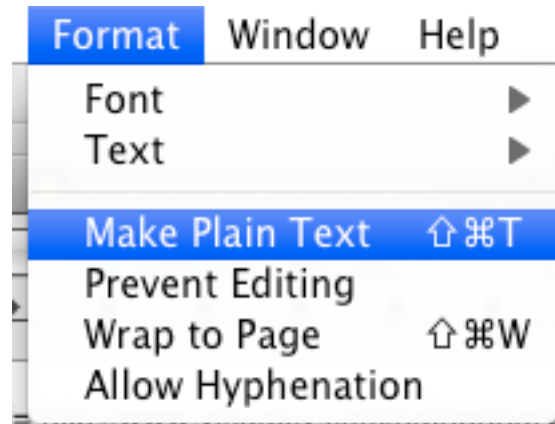 Format Window Help
Font ▶
Text ▶
Make Plain Text ⇧⌘T
Prevent Editing
Wrap to Page ⇧⌘W
Allow Hyphenation